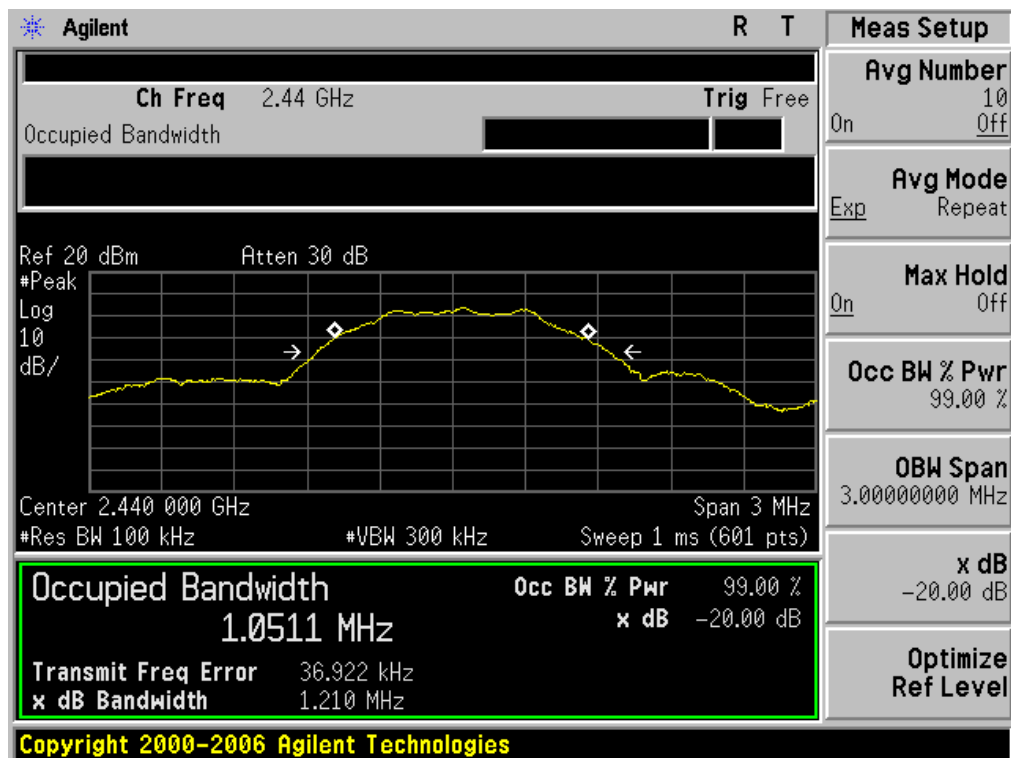 Agilent R T
Ch Freq 2.44 GHz Trig Free
Occupied Bandwidth
Ref 20 dBm Atten 30 dB
#Peak
Log
10
dB/
Center 2.440 000 GHz Span 3 MHz
#Res BW 100 kHz #VBW 300 kHz Sweep 1 ms (601 pts)
Occupied Bandwidth
1.0511 MHz
Occ BW % Pwr 99.00 %
x dB -20.00 dB
Transmit Freq Error 36.922 kHz
x dB Bandwidth 1.210 MHz
Copyright 2000-2006 Agilent Technologies
Meas Setup
Avg Number
10
On Off
Avg Mode
Exp Repeat
Max Hold
On Off
Occ BW % Pwr
99.00 %
OBW Span
3.00000000 MHz
x dB
-20.00 dB
Optimize
Ref Level